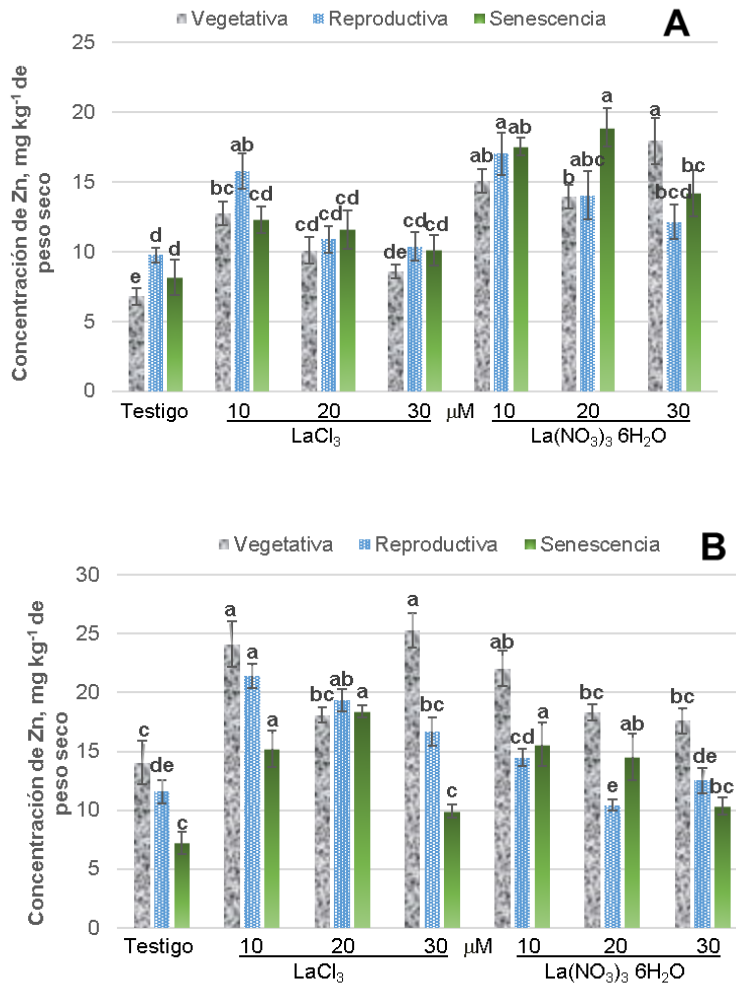 Vegetativa Reproductiva Senescencia A
Concentración de Zn, mg kg⁻¹ de
peso seco
25
20
15
10
5
0
e d d
bc ab cd
cd cd cd
de cd cd
ab a ab
b abc a
a bcd bc
Testigo 10 20 30 μM 10 20 30
LaCl₃ La(NO₃)₃ 6H₂O
Vegetativa Reproductiva Senescencia B
Concentración de Zn, mg kg⁻¹ de
peso seco
30
25
20
15
10
5
0
c de c
a a a
bc ab a
a bc c
ab cd a
bc e ab
bc de bc
Testigo 10 20 30 μM 10 20 30
LaCl₃ La(NO₃)₃ 6H₂O